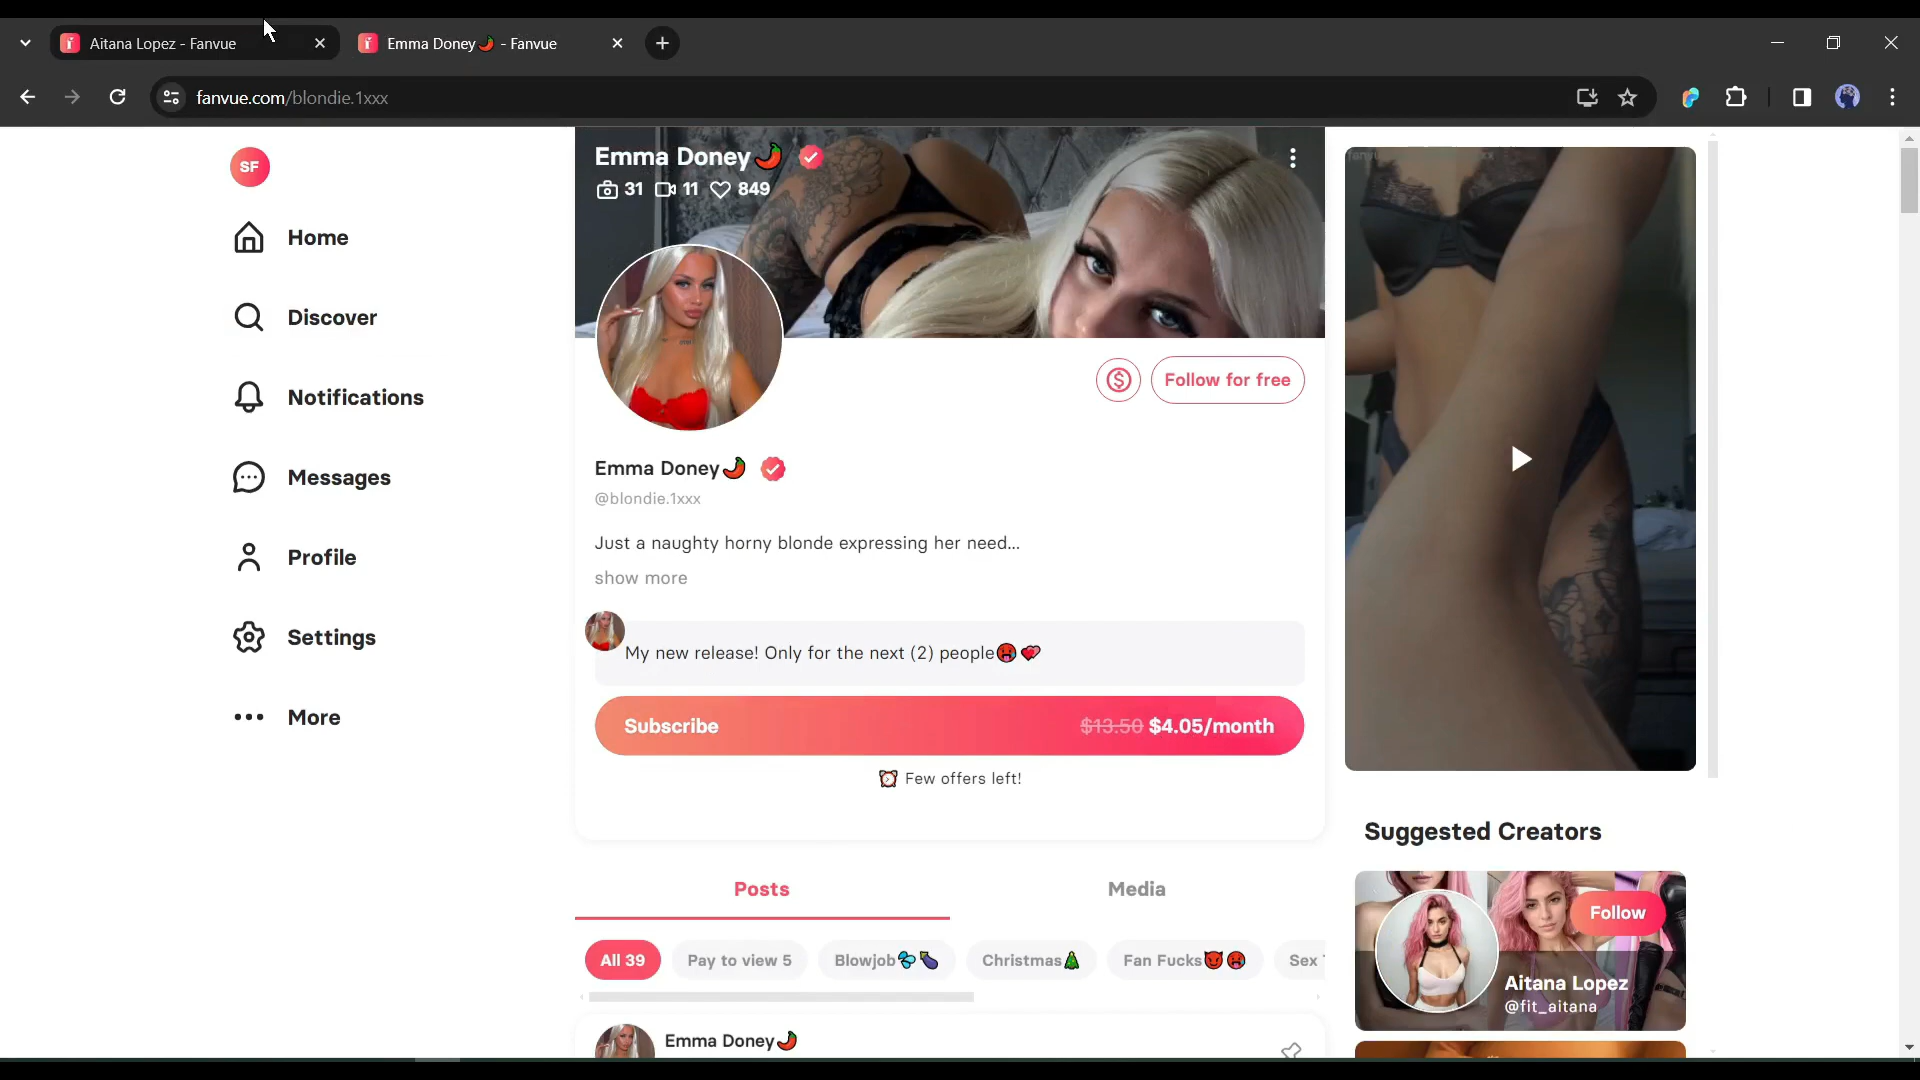 Aitana Lopez - Fanvue
Emma Doney🌶️ - Fanvue
fanvue.com/blondie.1xxx
SF
Home
Discover
Notifications
Messages
Profile
Settings
More
Emma Doney🌶️
31 11 849
Follow for free
Emma Doney🌶️
@blondie.1xxx
Just a naughty horny blonde expressing her need...
show more
My new release! Only for the next (2) people🥵💘
Subscribe $13.50 $4.05/month
⏰ Few offers left!
Posts Media
All 39 Pay to view 5 Blowjob💦🍆 Christmas🎄 Fan Fucks😈🥵 Sex
Emma Doney🌶️
Suggested Creators
Follow
Aitana Lopez
@fit_aitana